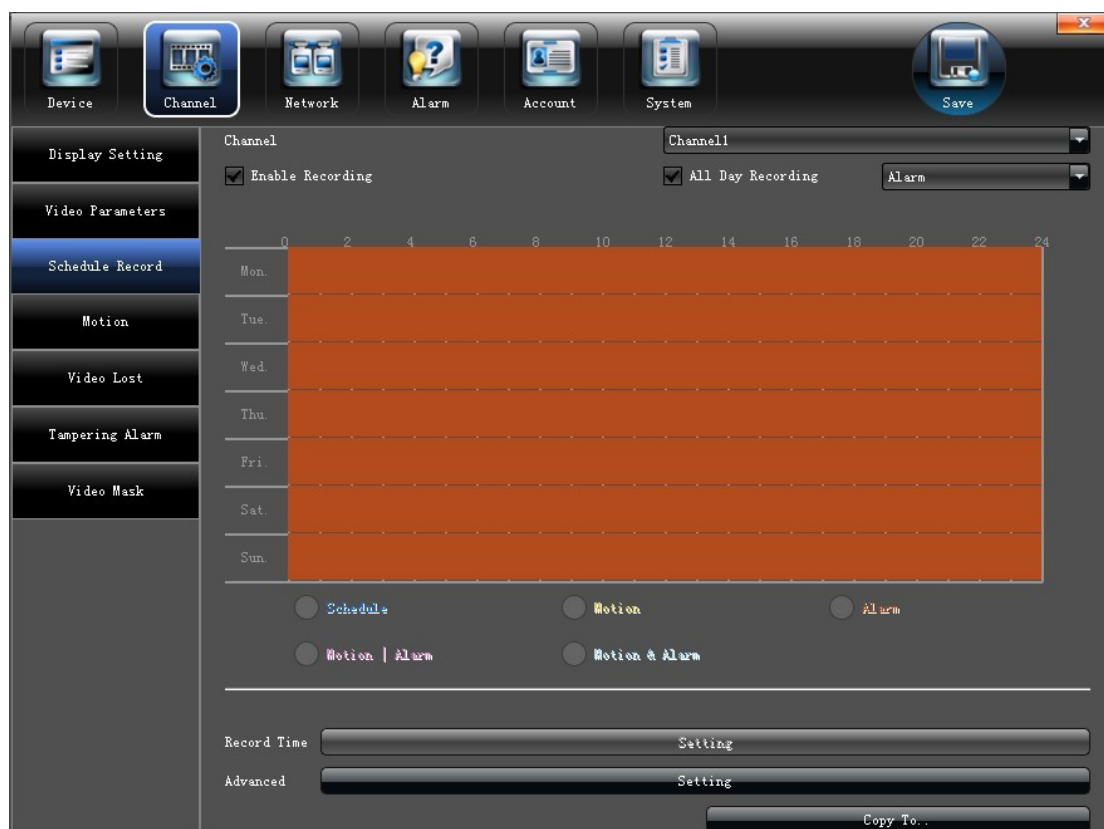 Device Channel Network Alarm Account System Save
Channel Channel1
Display Setting
Enable Recording All Day Recording Alarm
Video Parameters
0 2 4 6 8 10 12 14 16 18 20 22 24
Schedule Record
Mon.
Motion
Tue.
Wed.
Video Lost
Thu.
Tampering Alarm
Fri.
Video Mask
Sat.
Sun.
Schedule Motion Alarm
Motion | Alarm Motion & Alarm
Record Time Setting
Advanced Setting
Copy To..